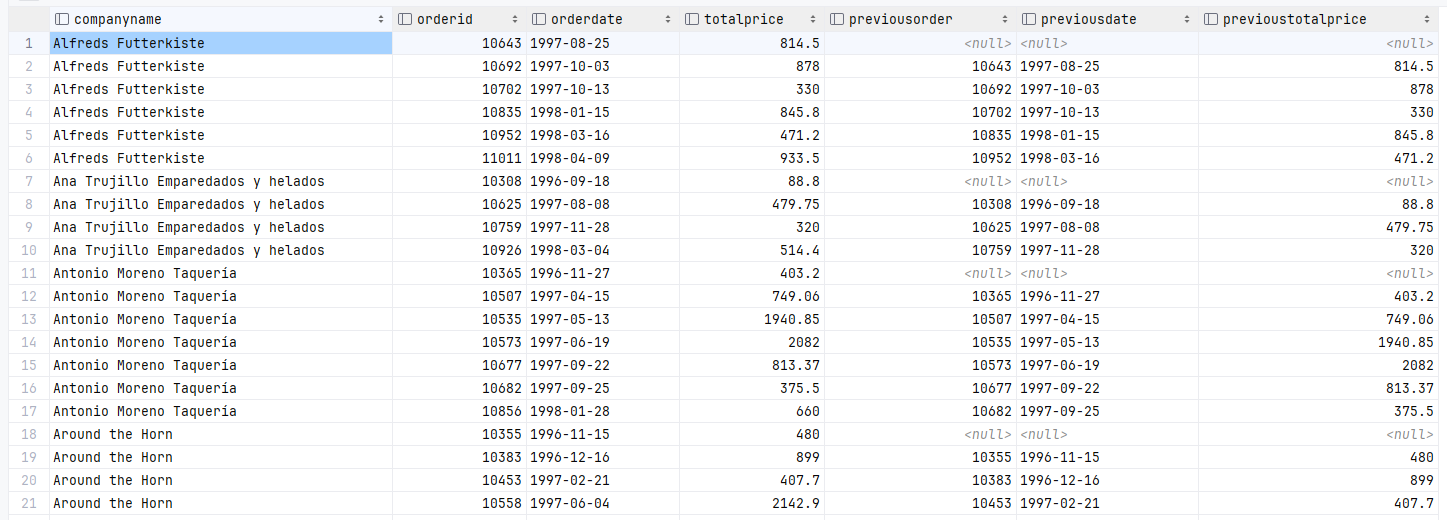 companyname orderid orderdate totalprice previousorder previousdate previoustotalprice
1 Alfreds Futterkiste 10643 1997-08-25 814.5 <null> <null> <null>
2 Alfreds Futterkiste 10692 1997-10-03 878 10643 1997-08-25 814.5
3 Alfreds Futterkiste 10702 1997-10-13 330 10692 1997-10-03 878
4 Alfreds Futterkiste 10835 1998-01-15 845.8 10702 1997-10-13 330
5 Alfreds Futterkiste 10952 1998-03-16 471.2 10835 1998-01-15 845.8
6 Alfreds Futterkiste 11011 1998-04-09 933.5 10952 1998-03-16 471.2
7 Ana Trujillo Emparedados y helados 10308 1996-09-18 88.8 <null> <null> <null>
8 Ana Trujillo Emparedados y helados 10625 1997-08-08 479.75 10308 1996-09-18 88.8
9 Ana Trujillo Emparedados y helados 10759 1997-11-28 320 10625 1997-08-08 479.75
10 Ana Trujillo Emparedados y helados 10926 1998-03-04 514.4 10759 1997-11-28 320
11 Antonio Moreno Taquería 10365 1996-11-27 403.2 <null> <null> <null>
12 Antonio Moreno Taquería 10507 1997-04-15 749.06 10365 1996-11-27 403.2
13 Antonio Moreno Taquería 10535 1997-05-13 1940.85 10507 1997-04-15 749.06
14 Antonio Moreno Taquería 10573 1997-06-19 2082 10535 1997-05-13 1940.85
15 Antonio Moreno Taquería 10677 1997-09-22 813.37 10573 1997-06-19 2082
16 Antonio Moreno Taquería 10682 1997-09-25 375.5 10677 1997-09-22 813.37
17 Antonio Moreno Taquería 10856 1998-01-28 660 10682 1997-09-25 375.5
18 Around the Horn 10355 1996-11-15 480 <null> <null> <null>
19 Around the Horn 10383 1996-12-16 899 10355 1996-11-15 480
20 Around the Horn 10453 1997-02-21 407.7 10383 1996-12-16 899
21 Around the Horn 10558 1997-06-04 2142.9 10453 1997-02-21 407.7